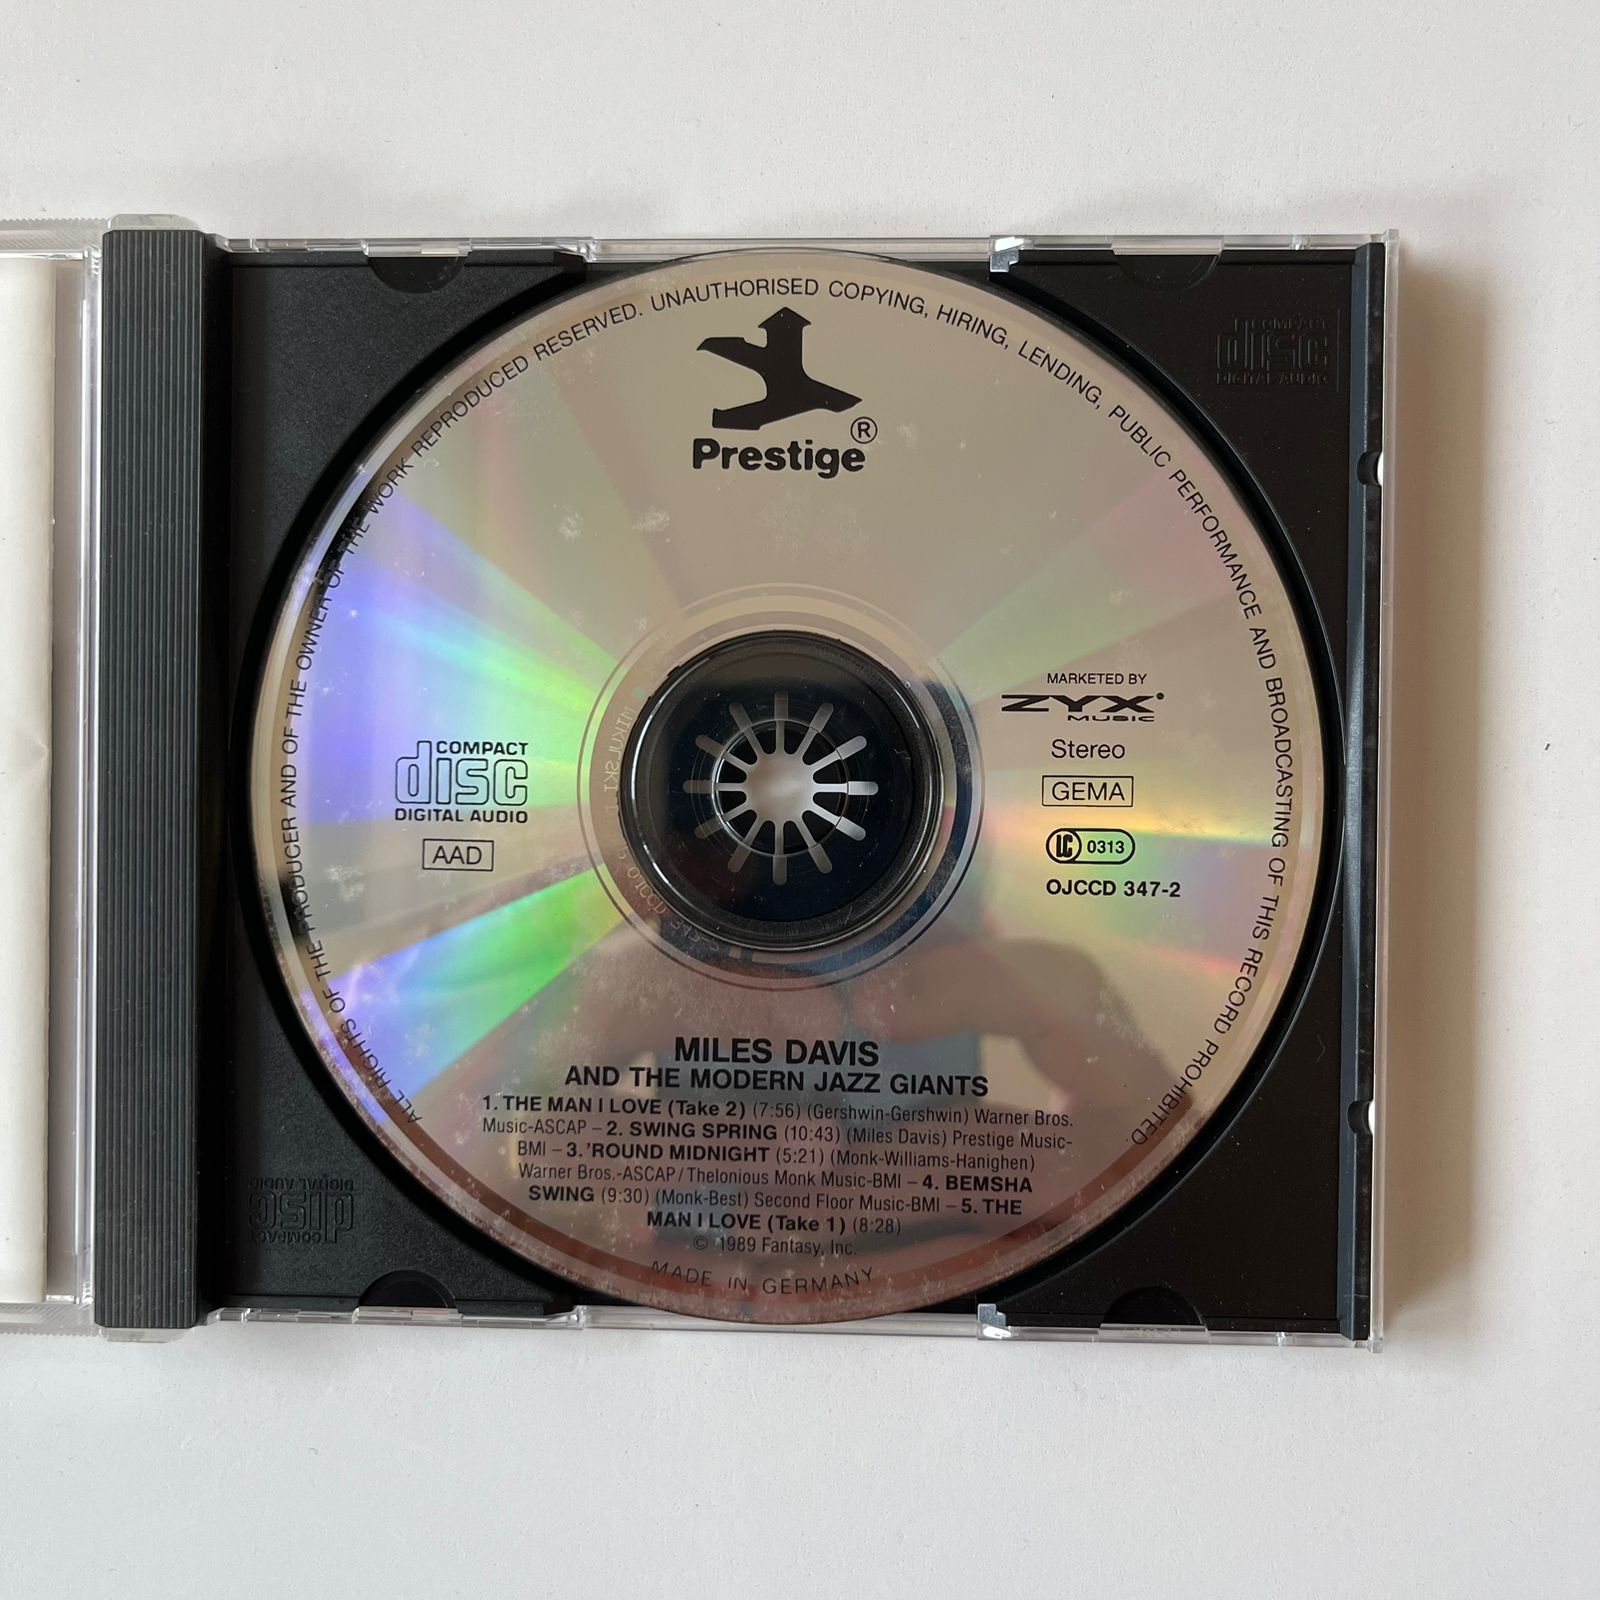 ALL RIGHTS OF THE PRODUCER AND OF THE OWNER OF THE WORK REPRODUCED RESERVED. UNAUTHORISED COPYING, HIRING, LENDING, PUBLIC PERFORMANCE AND BROADCASTING OF THIS RECORD PROHIBITED
Prestige®
COMPACT
disc
DIGITAL AUDIO
AAD
MARKETED BY
ZYX
MUSIC
Stereo
GEMA
LC 0313
OJCCD 347-2
MILES DAVIS
AND THE MODERN JAZZ GIANTS
1. THE MAN I LOVE (Take 2) (7:56) (Gershwin-Gershwin) Warner Bros.
Music-ASCAP – 2. SWING SPRING (10:43) (Miles Davis) Prestige Music-
BMI – 3. 'ROUND MIDNIGHT (5:21) (Monk-Williams-Hanighen)
Warner Bros.-ASCAP / Thelonious Monk Music-BMI – 4. BEMSHA
SWING (9:30) (Monk-Best) Second Floor Music-BMI – 5. THE
MAN I LOVE (Take 1) (8:28)
© 1989 Fantasy, Inc.
MADE IN GERMANY
COMPACT
disc
DIGITAL AUDIO
COMPACT
disc
DIGITAL AUDIO